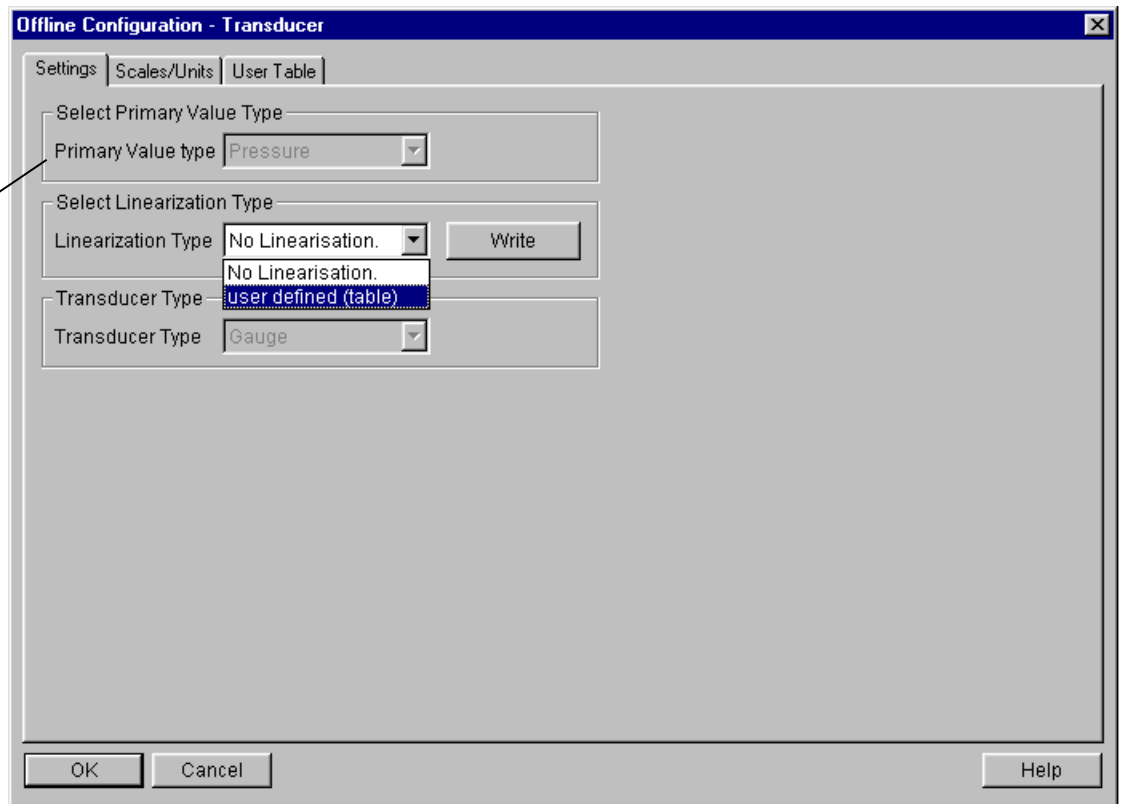 Offline Configuration - Transducer
Settings Scales/Units User Table
Select Primary Value Type
Primary Value type Pressure
Select Linearization Type
Linearization Type No Linearisation. Write
No Linearisation.
Transducer Type user defined (table)
Transducer Type Gauge
OK Cancel Help